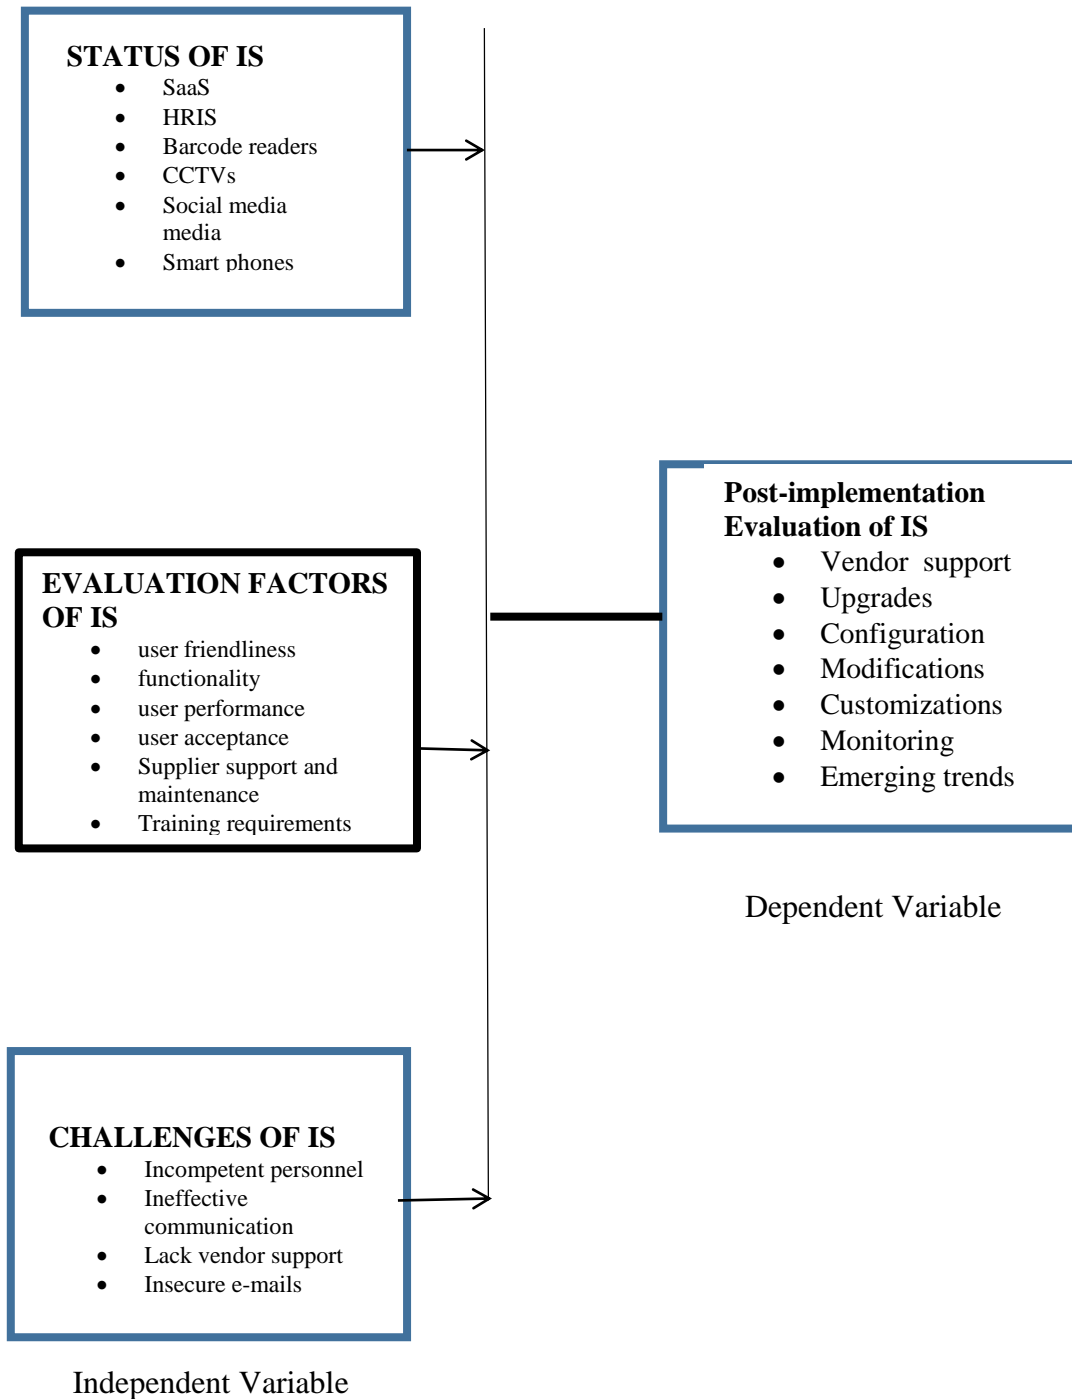 STATUS OF IS
• SaaS
• HRIS
• Barcode readers
• CCTVs
• Social media
media
• Smart phones
EVALUATION FACTORS
OF IS
• user friendliness
• functionality
• user performance
• user acceptance
• Supplier support and
maintenance
• Training requirements
CHALLENGES OF IS
• Incompetent personnel
• Ineffective
communication
• Lack vendor support
• Insecure e-mails
Independent Variable
Post-implementation
Evaluation of IS
• Vendor  support
• Upgrades
• Configuration
• Modifications
• Customizations
• Monitoring
• Emerging trends
Dependent Variable